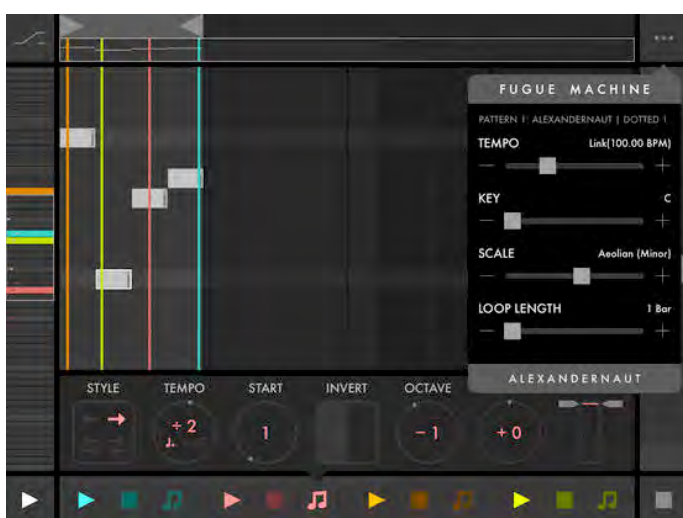 FUGUE MACHINE
PATTERN 1: ALEXANDERNAUT | DOTTED
TEMPO Link(100.00 BPM)
KEY C
SCALE Aeolian (Minor)
LOOP LENGTH 1 Bar
ALEXANDERNAUT
STYLE TEMPO START INVERT OCTAVE
÷ 2 1 − 1 + 0